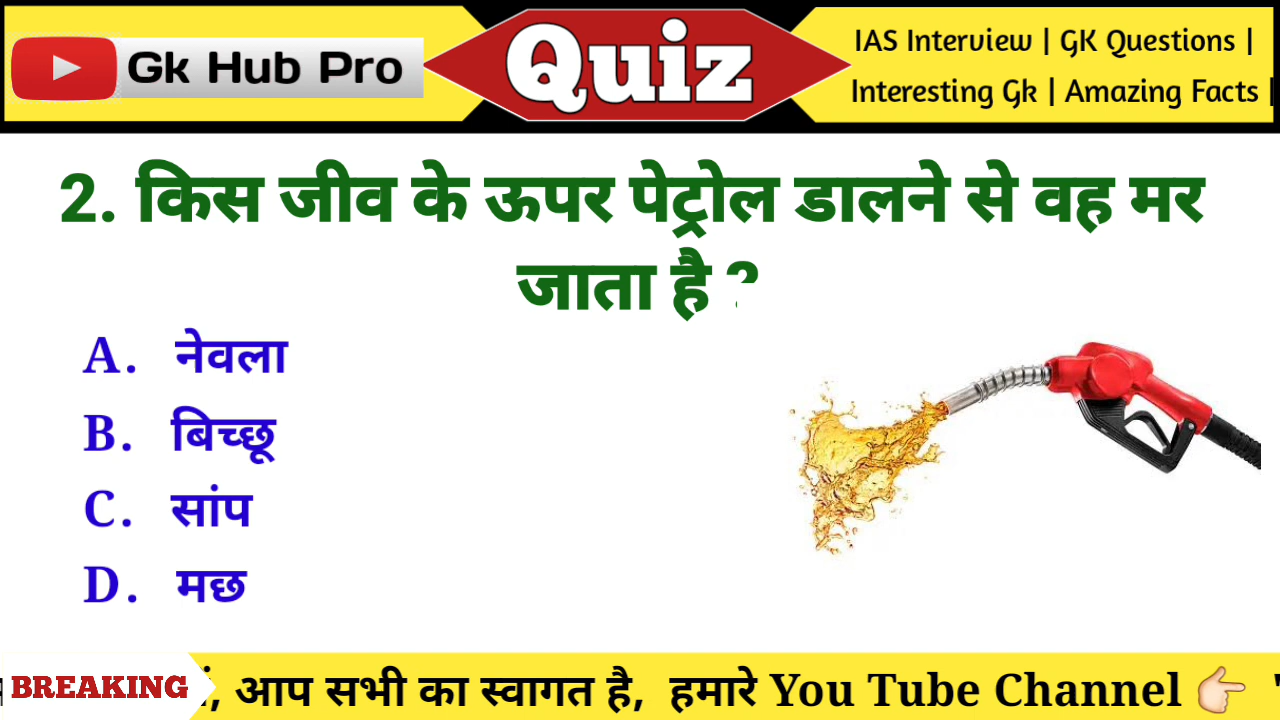 Gk Hub Pro
Quiz
IAS Interview | GK Questions |
Interesting Gk | Amazing Facts |
2. किस जीव के ऊपर पेट्रोल डालने से वह मर
जाता है ?
A. नेवला
B. बिच्छू
C. सांप
D. मछ
BREAKING
, आप सभी का स्वागत है, हमारे You Tube Channel 👉 "